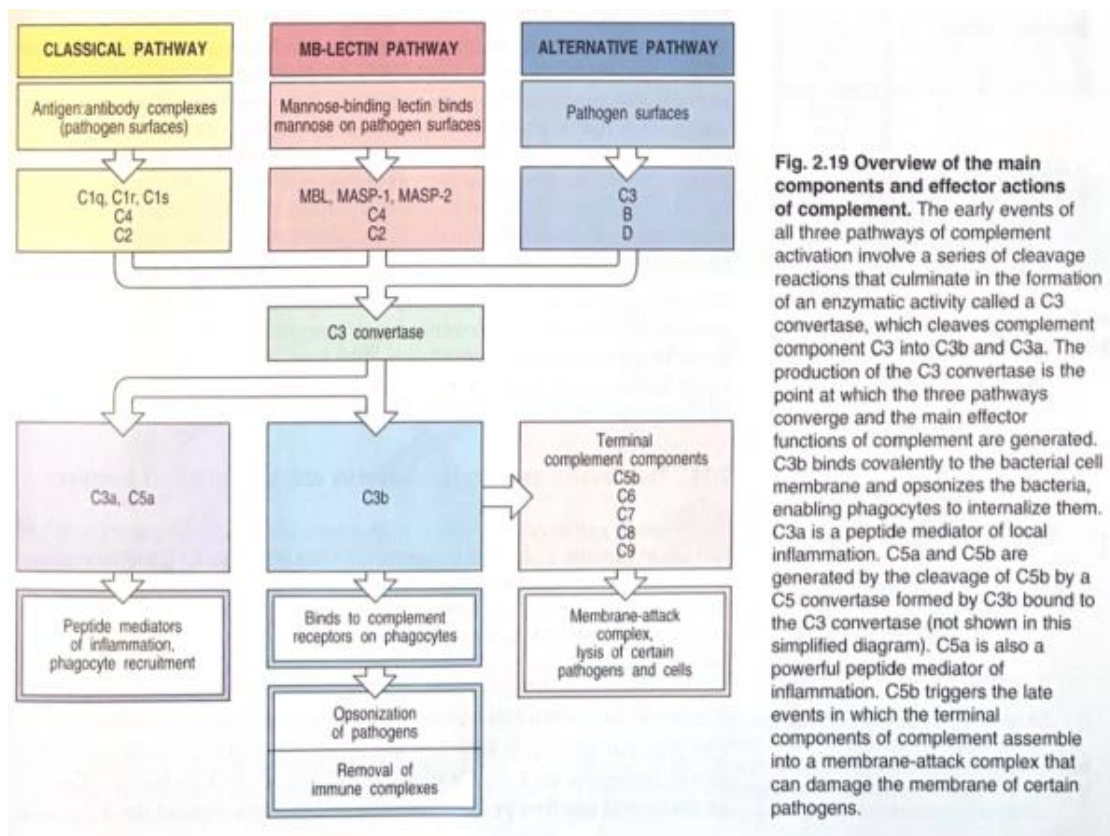 CLASSICAL PATHWAY
MB-LECTIN PATHWAY
ALTERNATIVE PATHWAY
Antigen:antibody complexes
(pathogen surfaces)
Mannose-binding lectin binds
mannose on pathogen surfaces
Pathogen surfaces
C1q, C1r, C1s
C4
C2
MBL, MASP-1, MASP-2
C4
C2
C3
B
D
C3 convertase
C3a, C5a
C3b
Terminal
complement components
C5b
C6
C7
C8
C9
Peptide mediators
of inflammation,
phagocyte recruitment
Binds to complement
receptors on phagocytes
Membrane-attack
complex,
lysis of certain
pathogens and cells
Opsonization
of pathogens
Removal of
immune complexes
Fig. 2.19 Overview of the main
components and effector actions
of complement. The early events of
all three pathways of complement
activation involve a series of cleavage
reactions that culminate in the formation
of an enzymatic activity called a C3
convertase, which cleaves complement
component C3 into C3b and C3a. The
production of the C3 convertase is the
point at which the three pathways
converge and the main effector
functions of complement are generated.
C3b binds covalently to the bacterial cell
membrane and opsonizes the bacteria,
enabling phagocytes to internalize them.
C3a is a peptide mediator of local
inflammation. C5a and C5b are
generated by the cleavage of C5b by a
C5 convertase formed by C3b bound to
the C3 convertase (not shown in this
simplified diagram). C5a is also a
powerful peptide mediator of
inflammation. C5b triggers the late
events in which the terminal
components of complement assemble
into a membrane-attack complex that
can damage the membrane of certain
pathogens.